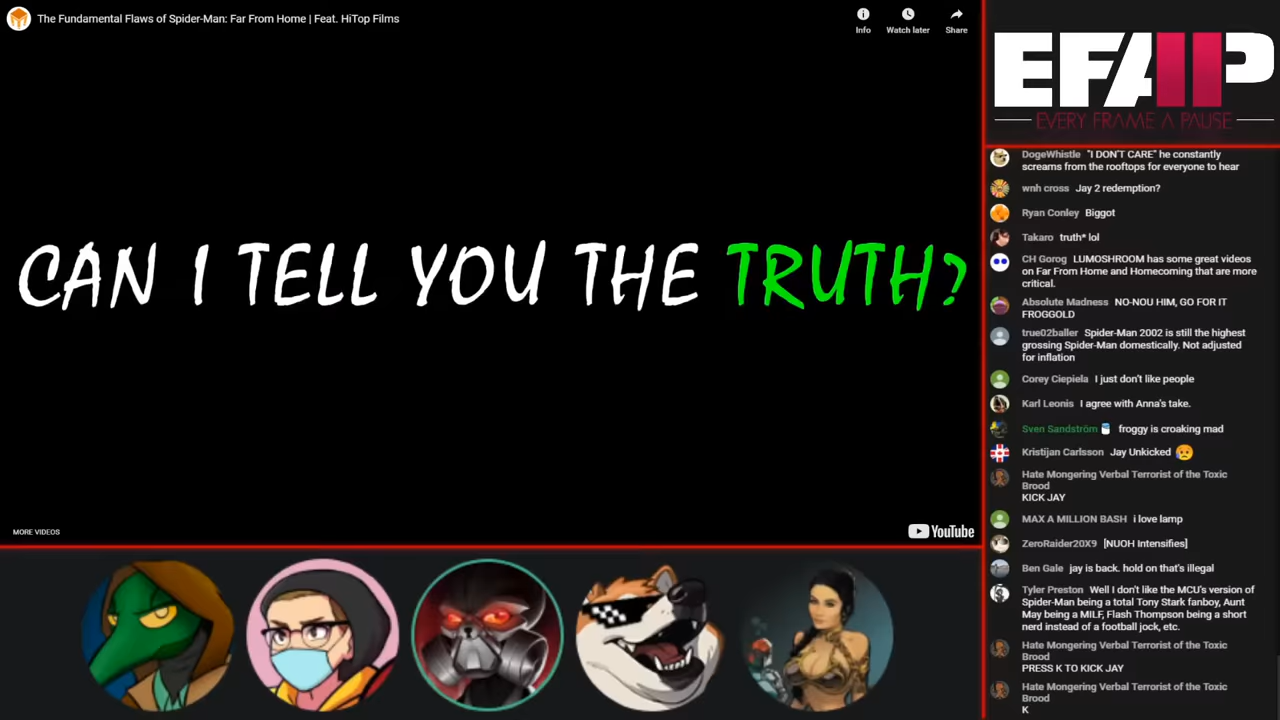 The Fundamental Flaws of Spider-Man: Far From Home | Feat. HiTop Films
Info
Watch later
Share
CAN I TELL YOU THE TRUTH?
MORE VIDEOS
YouTube
EFAP
EVERY FRAME A PAUSE
DogeWhistle "I DON'T CARE" he constantly
screams from the rooftops for everyone to hear
wnh cross Jay 2 redemption?
Ryan Conley Biggot
Takaro truth* lol
CH Gorog LUMOSHROOM has some great videos
on Far From Home and Homecoming that are more
critical.
Absolute Madness NO-NOU HIM, GO FOR IT
FROGGOLD
true02baller Spider-Man 2002 is still the highest
grossing Spider-Man domestically. Not adjusted
for inflation
Corey Ciepiela I just don't like people
Karl Leonis I agree with Anna's take.
Sven Sandström froggy is croaking mad
Kristijan Carlsson Jay Unkicked
Hate Mongering Verbal Terrorist of the Toxic
Brood
KICK JAY
MAX A MILLION BASH i love lamp
ZeroRaider20X9 [NUOH Intensifies]
Ben Gale jay is back. hold on that's illegal
Tyler Preston Well I don't like the MCU's version of
Spider-Man being a total Tony Stark fanboy, Aunt
May being a MILF, Flash Thompson being a short
nerd instead of a football jock, etc.
Hate Mongering Verbal Terrorist of the Toxic
Brood
PRESS K TO KICK JAY
Hate Mongering Verbal Terrorist of the Toxic
Brood
K